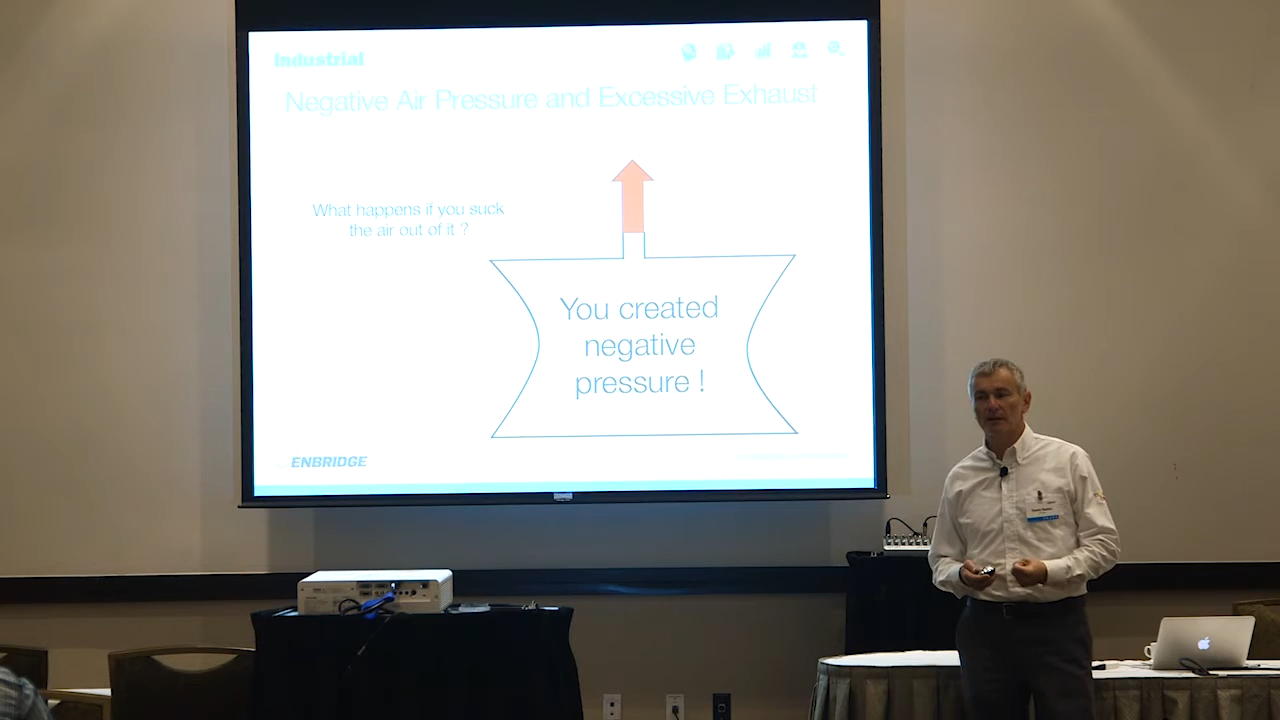 Industrial
Negative Air Pressure and Excessive Exhaust
What happens if you suck
the air out of it ?
You created
negative
pressure !
ENBRIDGE